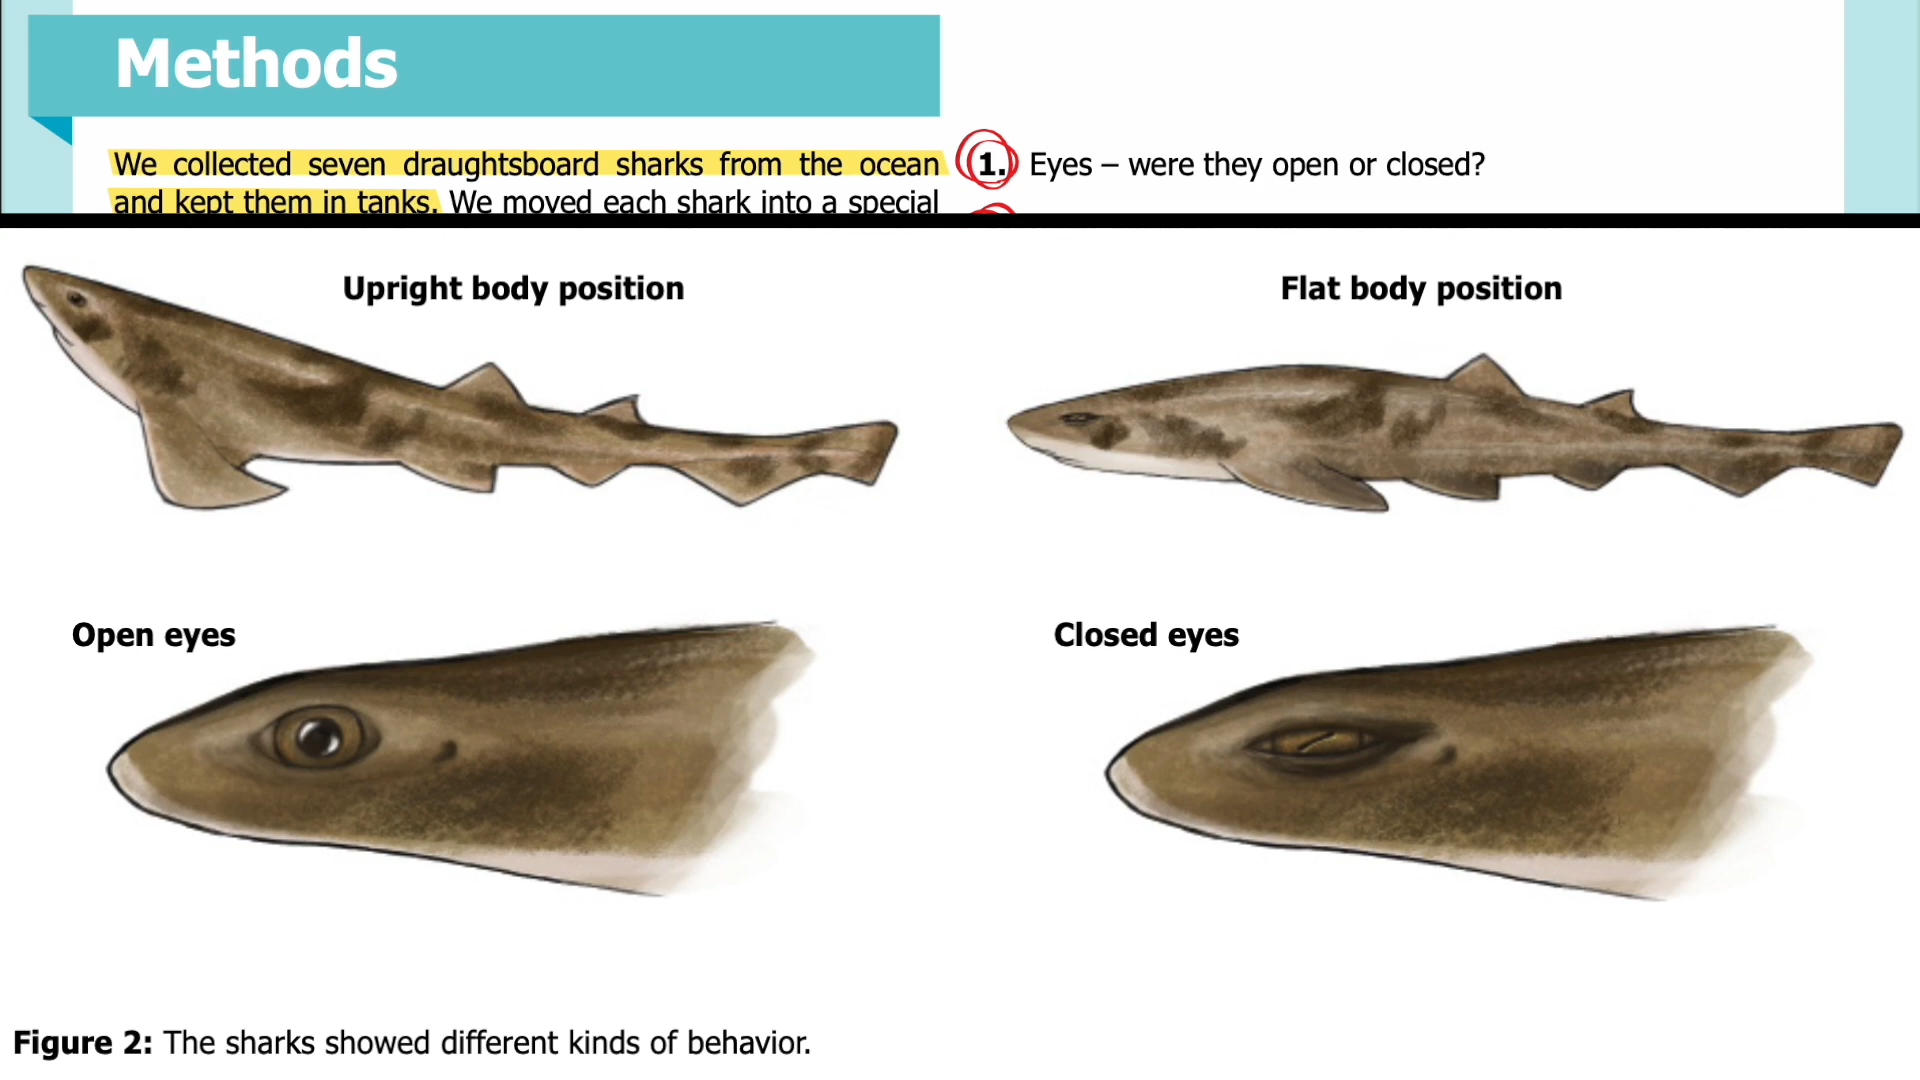 Methods
We collected seven draughtsboard sharks from the ocean
and kept them in tanks. We moved each shark into a special
1. Eyes – were they open or closed?
Upright body position
Flat body position
Open eyes
Closed eyes
Figure 2: The sharks showed different kinds of behavior.